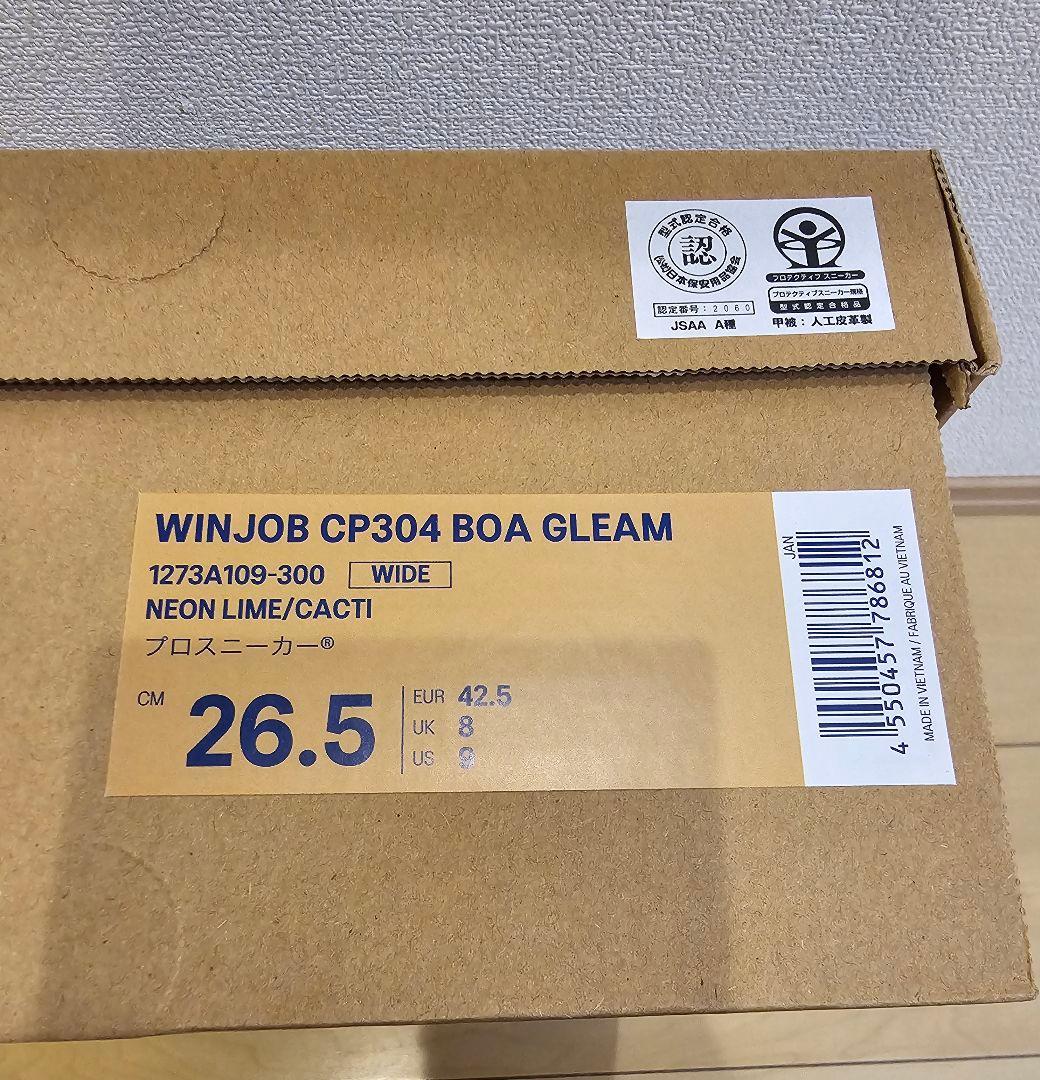 型式認定合格
認
(公社)日本保安用品協会
認定番号：2060
JSAA A種
プロテクティブ スニーカー
プロテクティブスニーカー規格
型式認定合格品
甲被：人工皮革製
WINJOB CP304 BOA GLEAM
1273A109-300 WIDE
NEON LIME/CACTI
プロスニーカー®
CM 26.5
EUR 42.5
UK 8
US 9
JAN
4 550457 786812
MADE IN VIETNAM / FABRIQUE AU VIETNAM